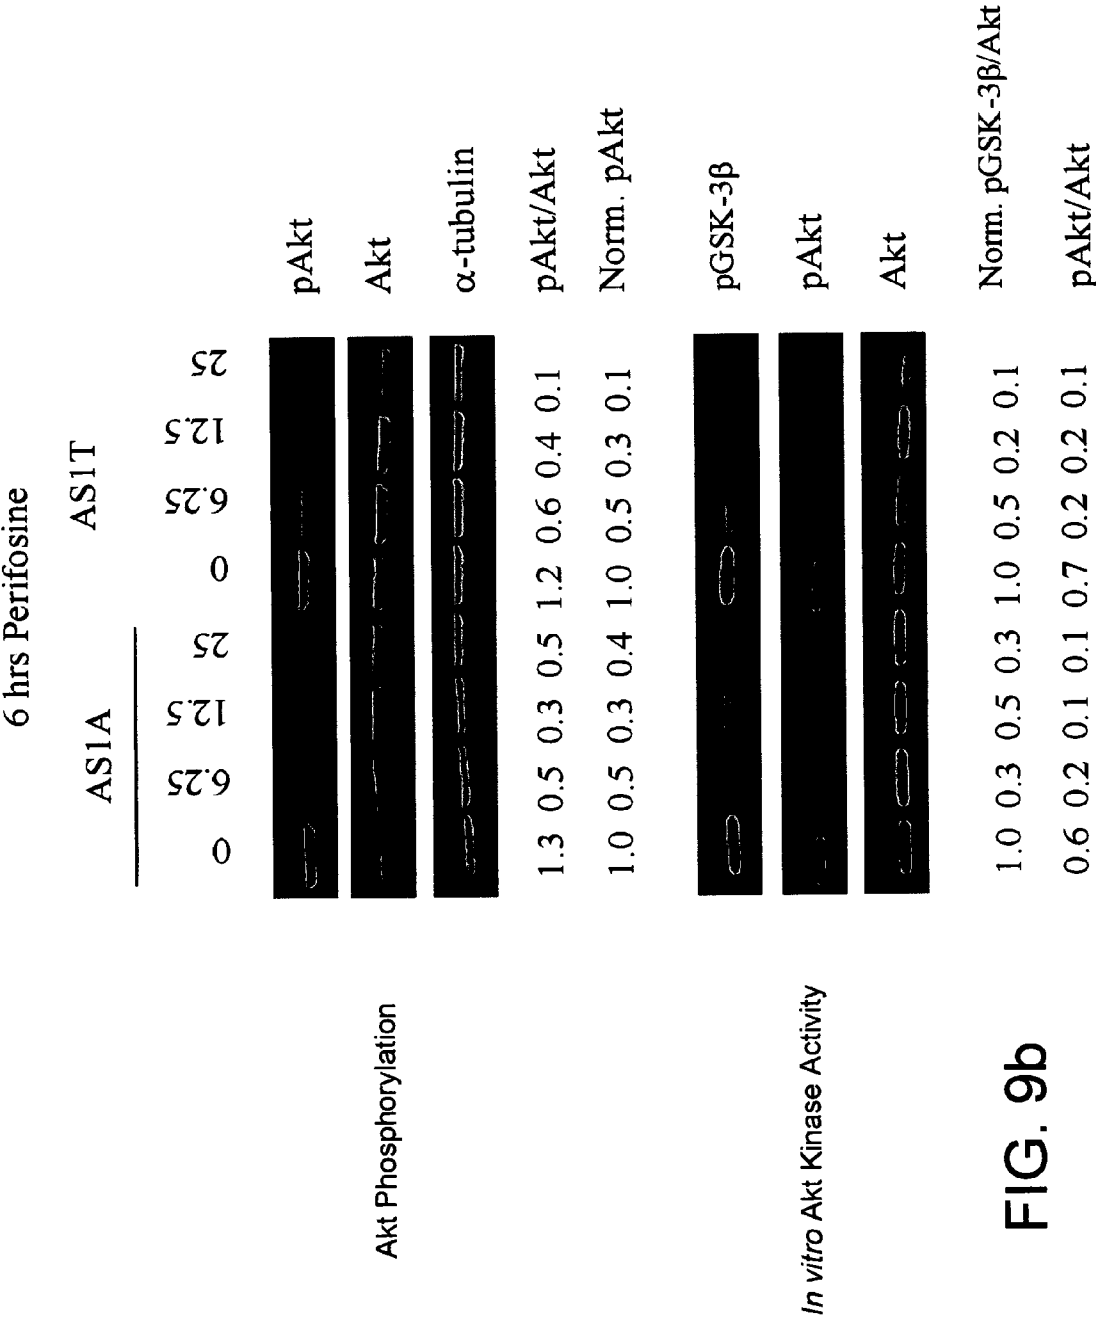 6 hrs Perifosine
AS1A AS1T
0 6.25 12.5 25 0 6.25 12.5 25
Akt Phosphorylation
pAkt
Akt
α-tubulin
1.3 0.5 0.3 0.5 1.2 0.6 0.4 0.1 pAkt/Akt
1.0 0.5 0.3 0.4 1.0 0.5 0.3 0.1 Norm. pAkt
In vitro Akt Kinase Activity
pGSK-3β
pAkt
Akt
1.0 0.3 0.5 0.3 1.0 0.5 0.2 0.1 Norm. pGSK-3β/Akt
0.6 0.2 0.1 0.1 0.7 0.2 0.2 0.1 pAkt/Akt
FIG. 9b